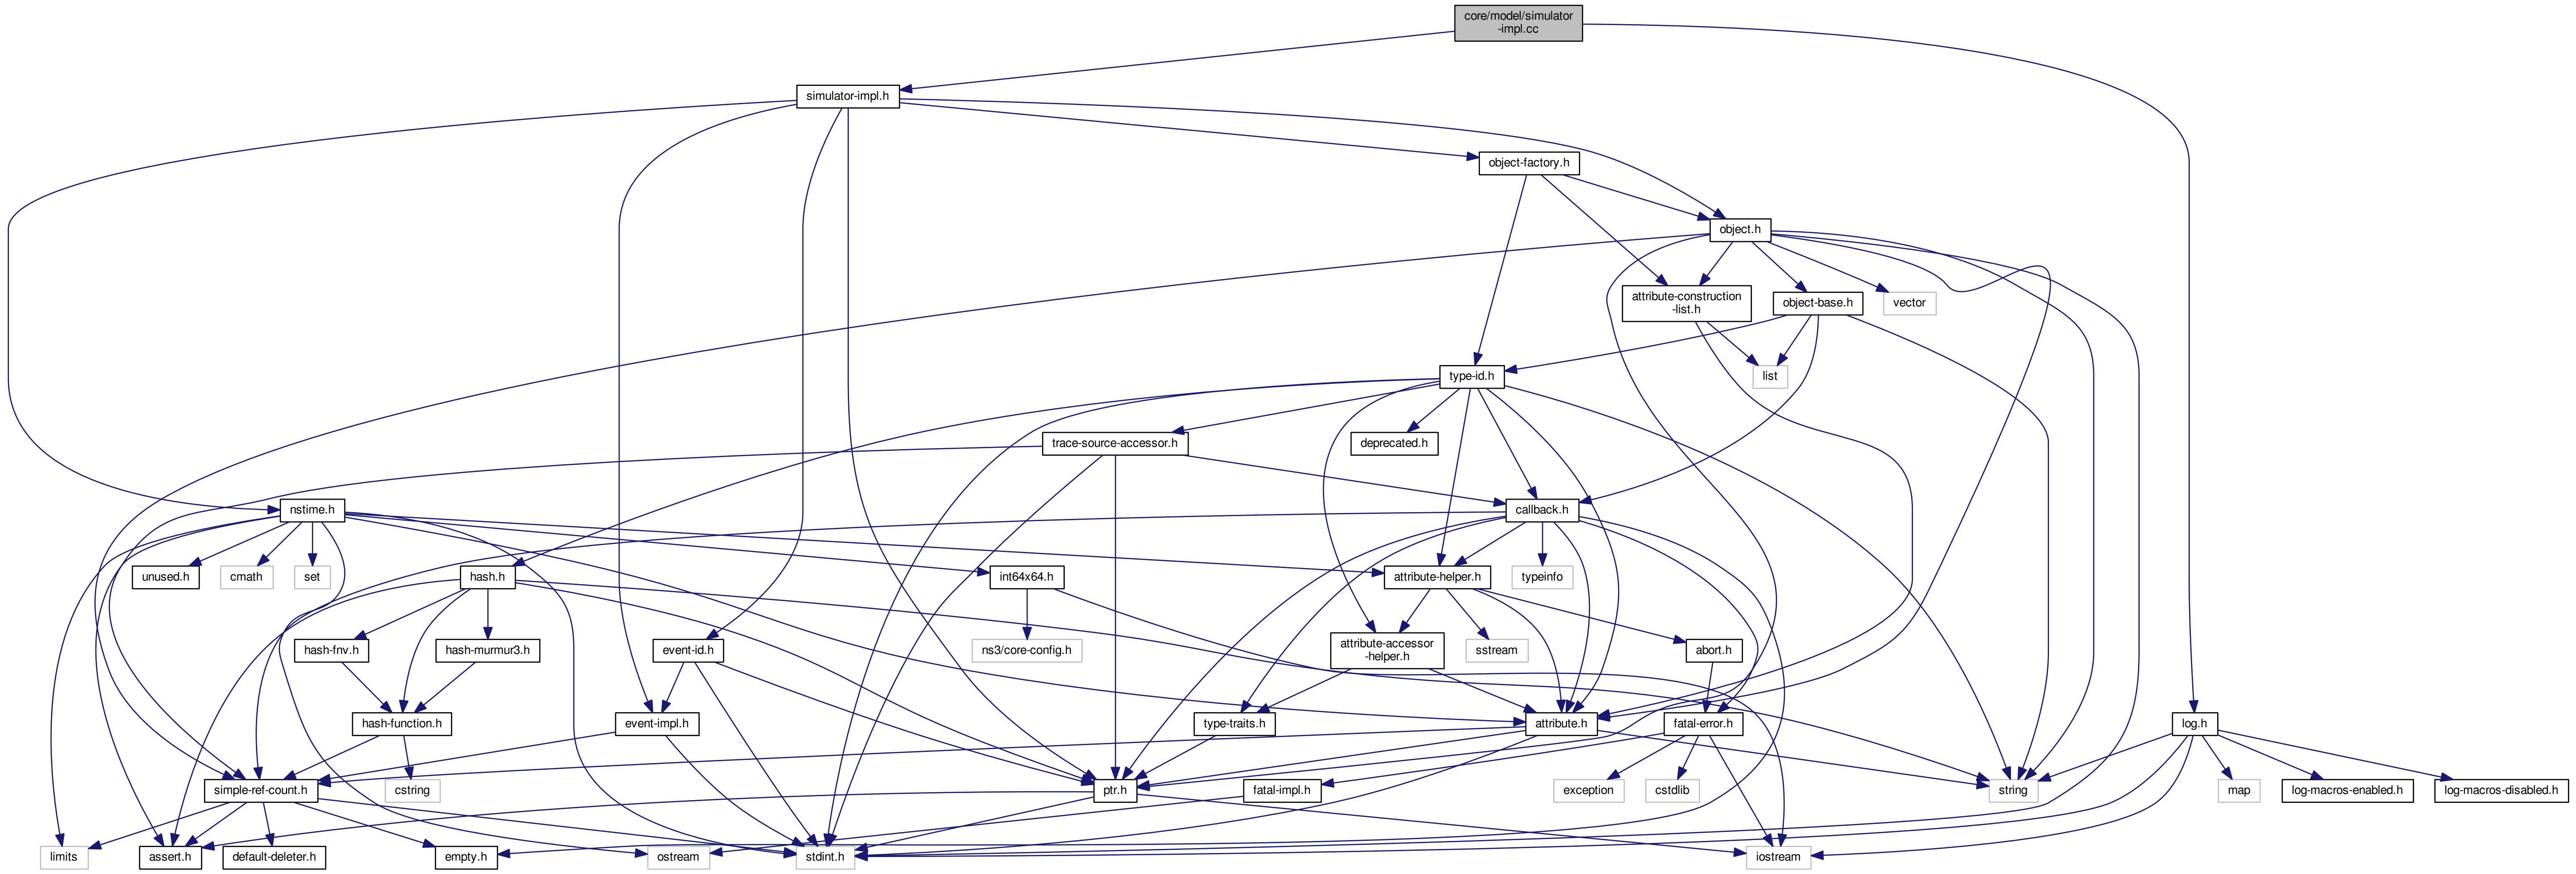 core/model/simulator
-impl.cc
simulator-impl.h
object-factory.h
object.h
attribute-construction
-list.h
object-base.h
vector
type-id.h
list
trace-source-accessor.h
deprecated.h
nstime.h
callback.h
unused.h
cmath
set
hash.h
int64x64.h
attribute-helper.h
typeinfo
hash-fnv.h
hash-murmur3.h
event-id.h
ns3/core-config.h
attribute-accessor
-helper.h
sstream
abort.h
hash-function.h
event-impl.h
type-traits.h
attribute.h
fatal-error.h
log.h
simple-ref-count.h
cstring
ptr.h
fatal-impl.h
exception
cstdlib
string
map
log-macros-enabled.h
log-macros-disabled.h
limits
assert.h
default-deleter.h
empty.h
ostream
stdint.h
iostream